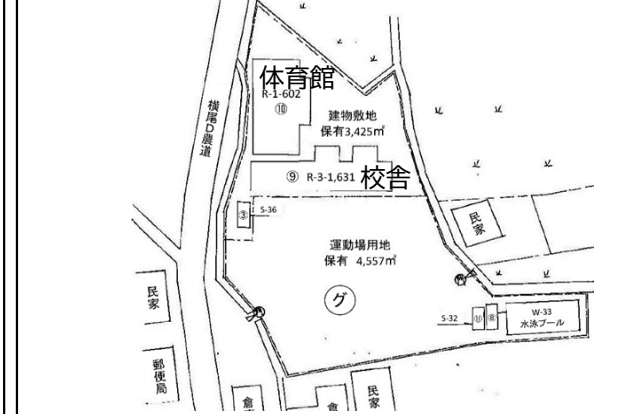 体育館
R-1-602
⑩
横尾D農道
建物敷地
保有3,425㎡
⑨ R-3-1,631
校舎
③
S-36
民家
運動場用地
保有 4,557㎡
グ
S-32
⑪
⑧
W-33
水泳プール
民家
郵便局
民家
倉
倉